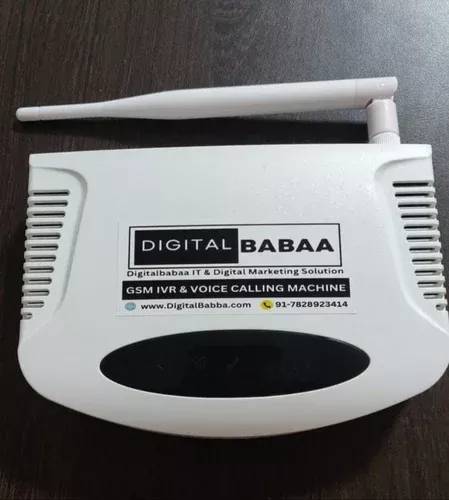 DIGITAL BABAA
Digitalbabaa IT & Digital Marketing Solution
GSM IVR & VOICE CALLING MACHINE
www.DigitalBabba.com 91-7828923414